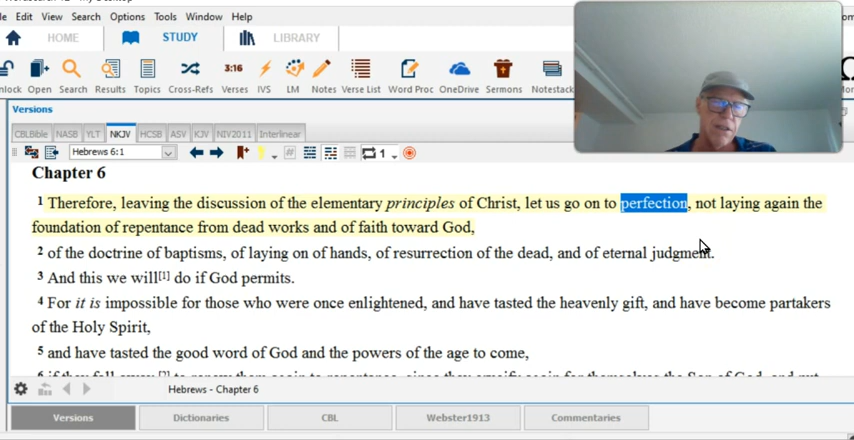 File Edit View Search Options Tools Window Help
HOME STUDY LIBRARY
3:16
Open Search Results Topics Cross-Refs Verses IVS LM Notes Verse List Word Proc OneDrive Sermons Notestack
Versions
CBLBible NASB YLT NKJV HCSB ASV KJV NIV2011 Interlinear
Hebrews 6:1 # 1
Chapter 6
1 Therefore, leaving the discussion of the elementary principles of Christ, let us go on to perfection, not laying again the
foundation of repentance from dead works and of faith toward God,
2 of the doctrine of baptisms, of laying on of hands, of resurrection of the dead, and of eternal judgment.
3 And this we will[1] do if God permits.
4 For it is impossible for those who were once enlightened, and have tasted the heavenly gift, and have become partakers
of the Holy Spirit,
5 and have tasted the good word of God and the powers of the age to come,
Hebrews - Chapter 6
Versions Dictionaries CBL Webster1913 Commentaries